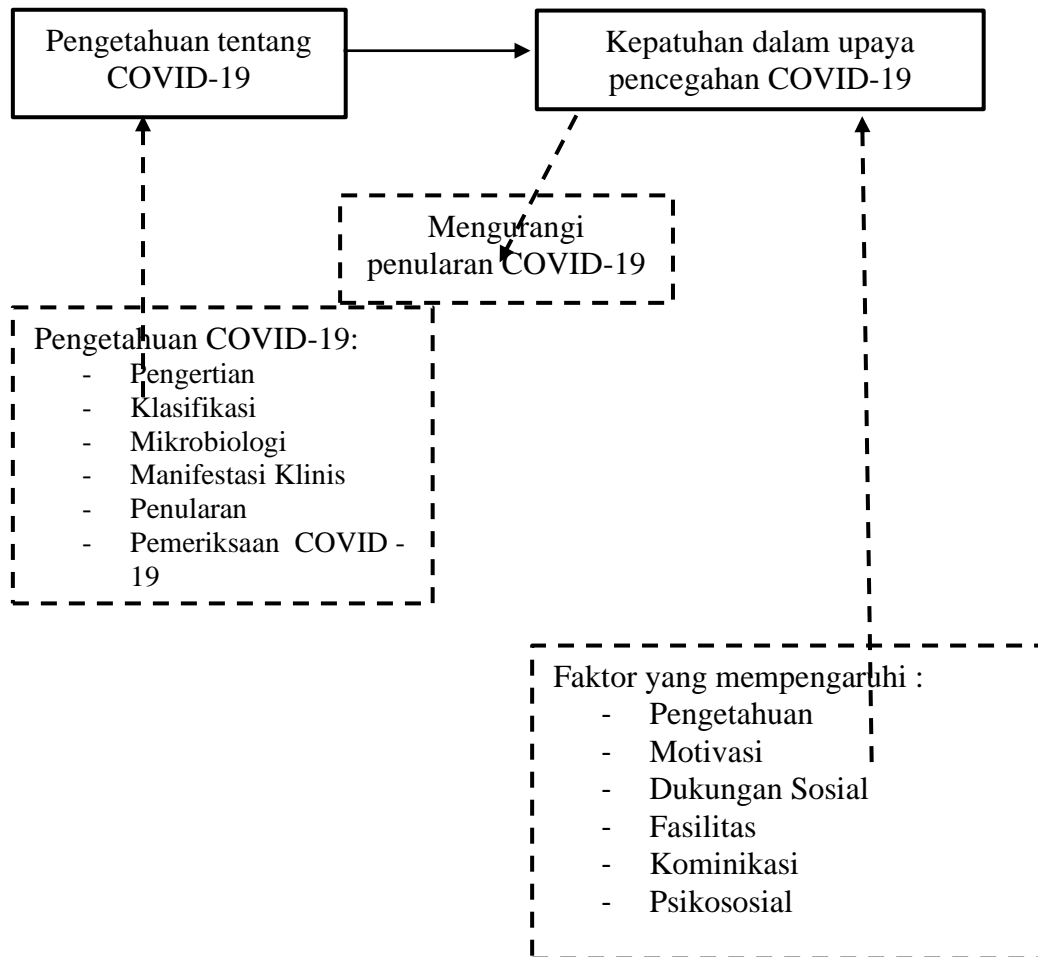 Pengetahuan tentang
COVID-19
Kepatuhan dalam upaya
pencegahan COVID-19
Mengurangi
penularan COVID-19
Pengetahuan COVID-19:
- Pengertian
- Klasifikasi
- Mikrobiologi
- Manifestasi Klinis
- Penularan
- Pemeriksaan COVID -
19
Faktor yang mempengaruhi :
- Pengetahuan
- Motivasi
- Dukungan Sosial
- Fasilitas
- Kominikasi
- Psikososial